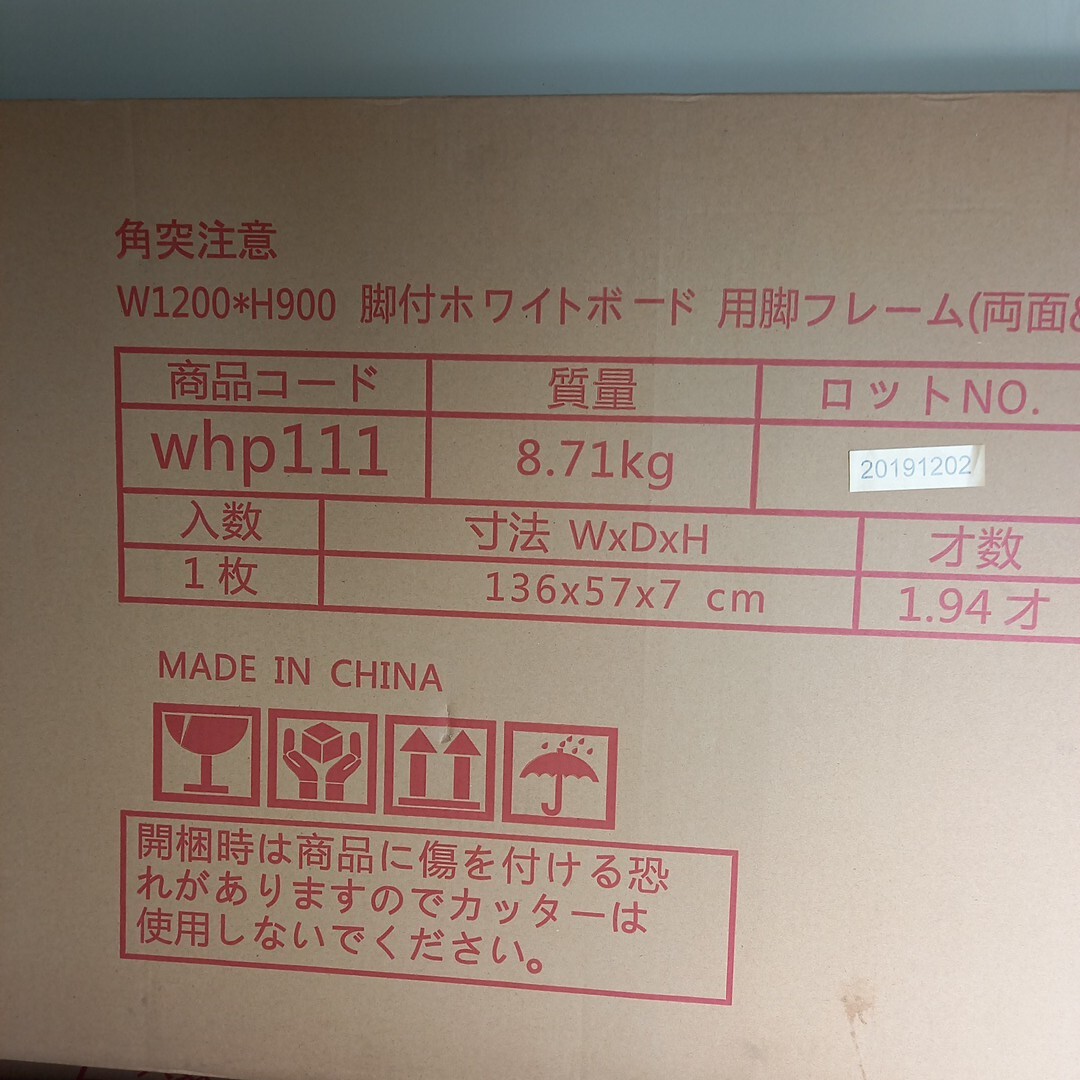 角突注意
W1200*H900 脚付ホワイトボード 用脚フレーム(両面&
商品コード 質量 ロットNO.
whp111 8.71kg 20191202
入数 寸法 WxDxH 才数
1枚 136x57x7 cm 1.94才
MADE IN CHINA
開梱時は商品に傷を付ける恐
れがありますのでカッターは
使用しないでください。